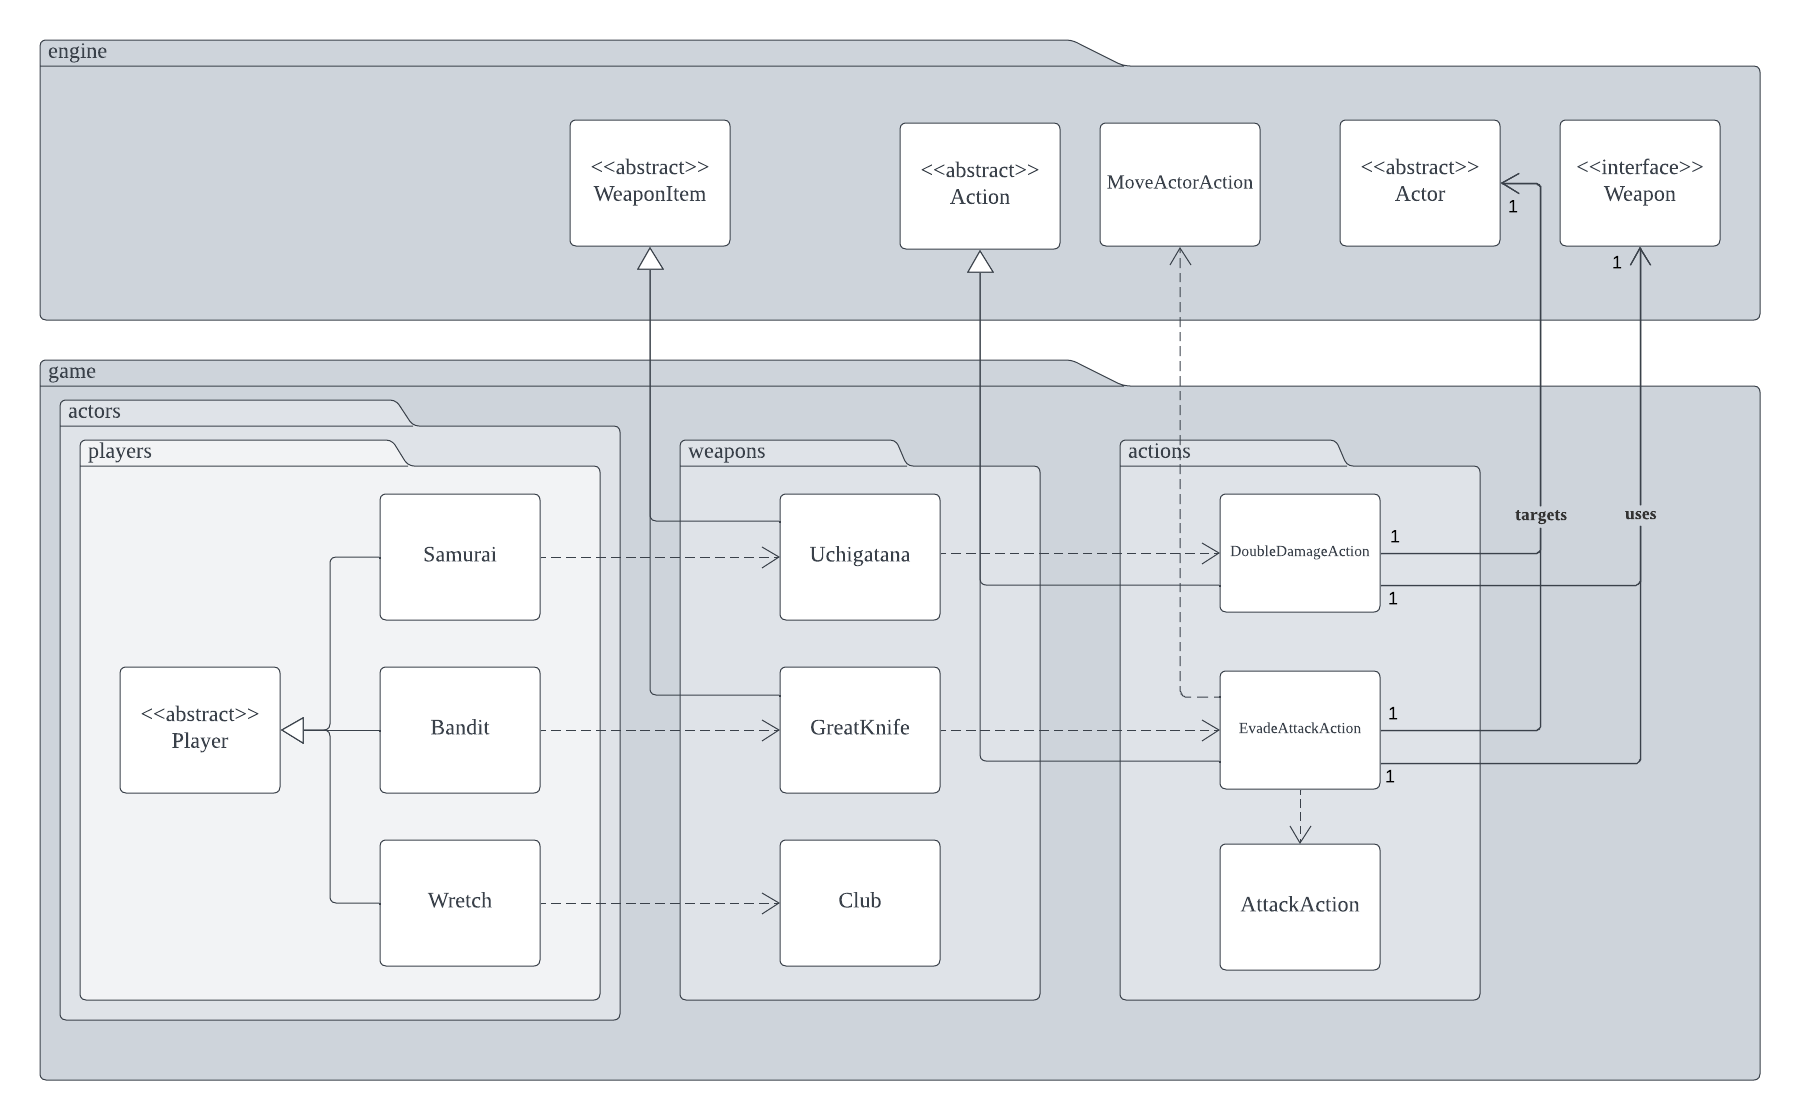 engine
<<abstract>>
WeaponItem
<<abstract>>
Action
MoveActorAction
<<abstract>>
Actor
<<interface>>
Weapon
1
1
game
actors
players
weapons
actions
Samurai
Uchigatana
DoubleDamageAction
1
1
targets
uses
<<abstract>>
Player
Bandit
GreatKnife
EvadeAttackAction
1
1
Wretch
Club
AttackAction